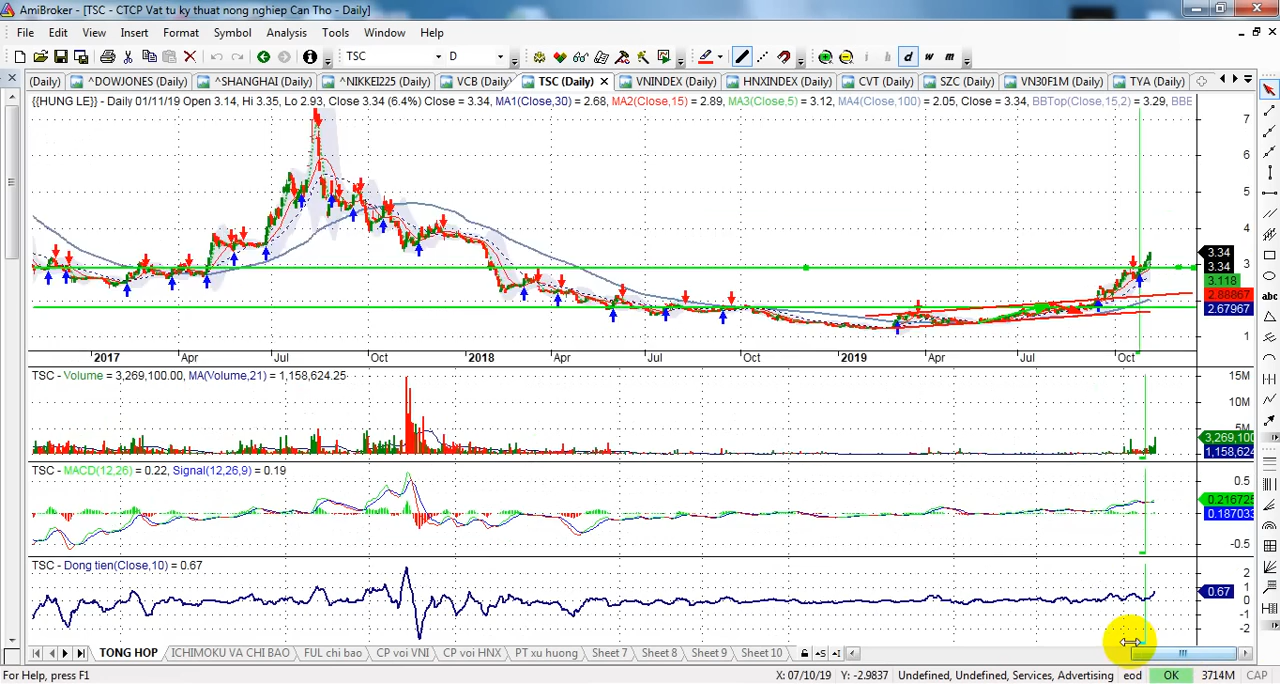 AmiBroker - [TSC - CTCP Vat tu ky thuat nong nghiep Can Tho - Daily]
File Edit View Insert Format Symbol Analysis Tools Window Help
TSC D i h d w m
(Daily) ^DOWJONES (Daily) ^SHANGHAI (Daily) ^NIKKEI225 (Daily) VCB (Daily) TSC (Daily) VNINDEX (Daily) HNXINDEX (Daily) CVT (Daily) SZC (Daily) VN30F1M (Daily) TYA (Daily)
{{HUNG LE}} - Daily 01/11/19 Open 3.14, Hi 3.35, Lo 2.93, Close 3.34 (6.4%) Close = 3.34, MA1(Close,30) = 2.68, MA2(Close,15) = 2.89, MA3(Close,5) = 3.12, MA4(Close,100) = 2.05, Close = 3.34, BBTop(Close,15,2) = 3.29, BBE
7
6
5
4
3.34
3
3.34
3.118
2.88867
2.67967
1
abc
2017 Apr Jul Oct 2018 Apr Jul Oct 2019 Apr Jul Oct
TSC - Volume = 3,269,100.00, MA(Volume,21) = 1,158,624.25
15M
10M
5M
3,269,100
1,158,624
TSC - MACD(12,26) = 0.22, Signal(12,26,9) = 0.19
0.5
0.216725
0.187033
-0.5
TSC - Dong tien(Close,10) = 0.67
2
1
0.67
0
-1
-2
TONG HOP ICHIMOKU VA CHI BAO FUL chi bao CP voi VN CP voi HNX PT xu huong Sheet 7 Sheet 8 Sheet 9 Sheet 10
For Help, press F1 X: 07/10/19 Y: -2.9837 Undefined, Undefined, Services, Advertising eod OK 3714M CAP